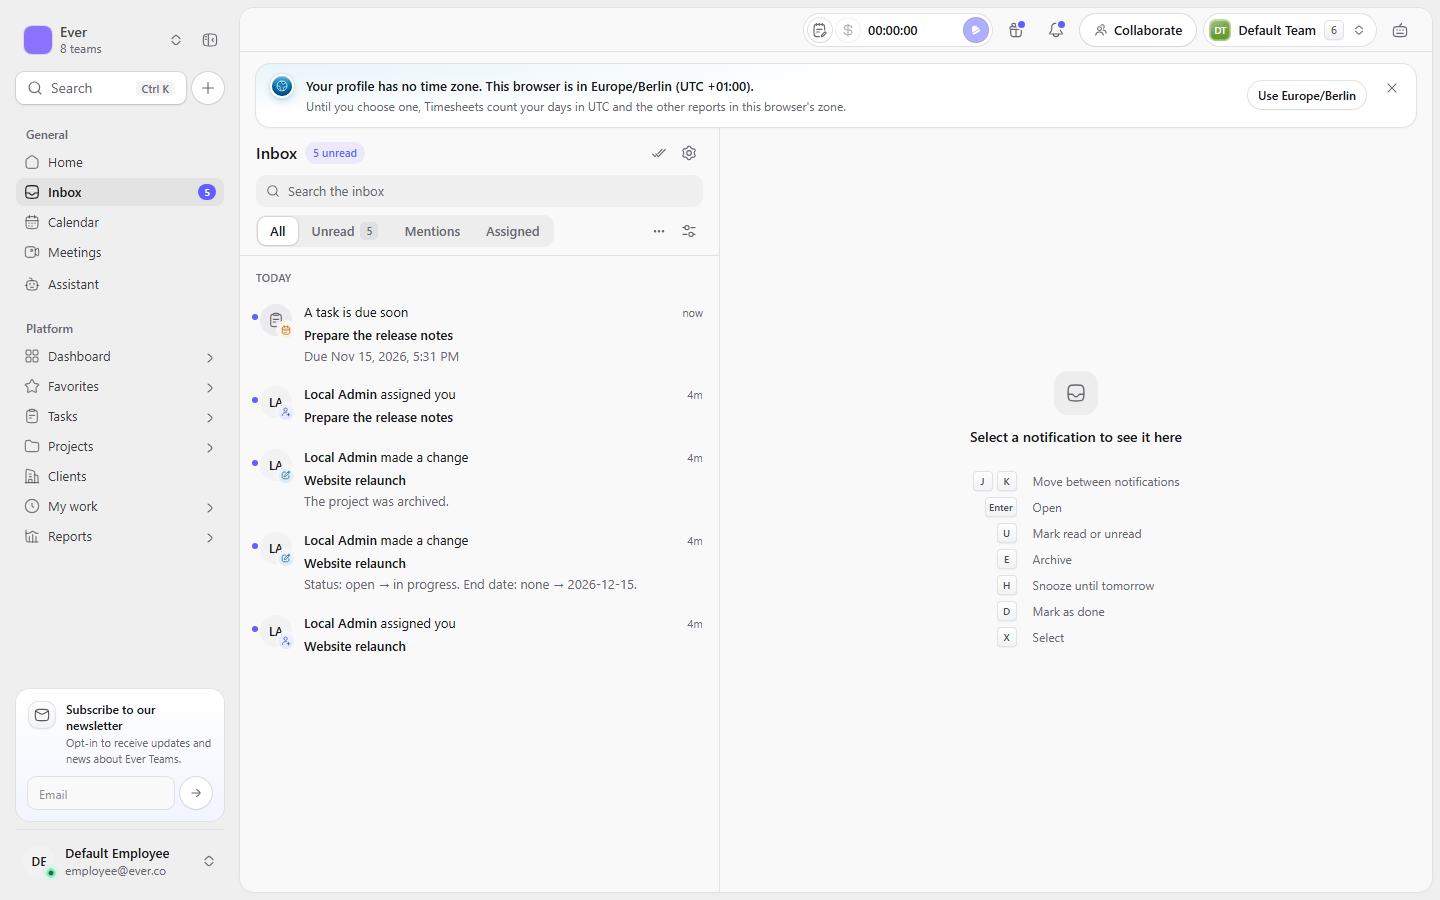 Ever
8 teams
Search
Ctrl K
General
Home
Inbox
5
Calendar
Meetings
Assistant
Platform
Dashboard
Favorites
Tasks
Projects
Clients
My work
Reports
Subscribe to our
newsletter
Opt-in to receive updates and
news about Ever Teams.
Email
DE
Default Employee
employee@ever.co
00:00:00
Collaborate
DT
Default Team
6
Your profile has no time zone. This browser is in Europe/Berlin (UTC +01:00).
Until you choose one, Timesheets count your days in UTC and the other reports in this browser's zone.
Use Europe/Berlin
Inbox
5 unread
Search the inbox
All
Unread 5
Mentions
Assigned
TODAY
A task is due soon
now
Prepare the release notes
Due Nov 15, 2026, 5:31 PM
LA
Local Admin assigned you
4m
Prepare the release notes
LA
Local Admin made a change
4m
Website relaunch
The project was archived.
LA
Local Admin made a change
4m
Website relaunch
Status: open → in progress. End date: none → 2026-12-15.
LA
Local Admin assigned you
4m
Website relaunch
Select a notification to see it here
J K Move between notifications
Enter Open
U Mark read or unread
E Archive
H Snooze until tomorrow
D Mark as done
X Select